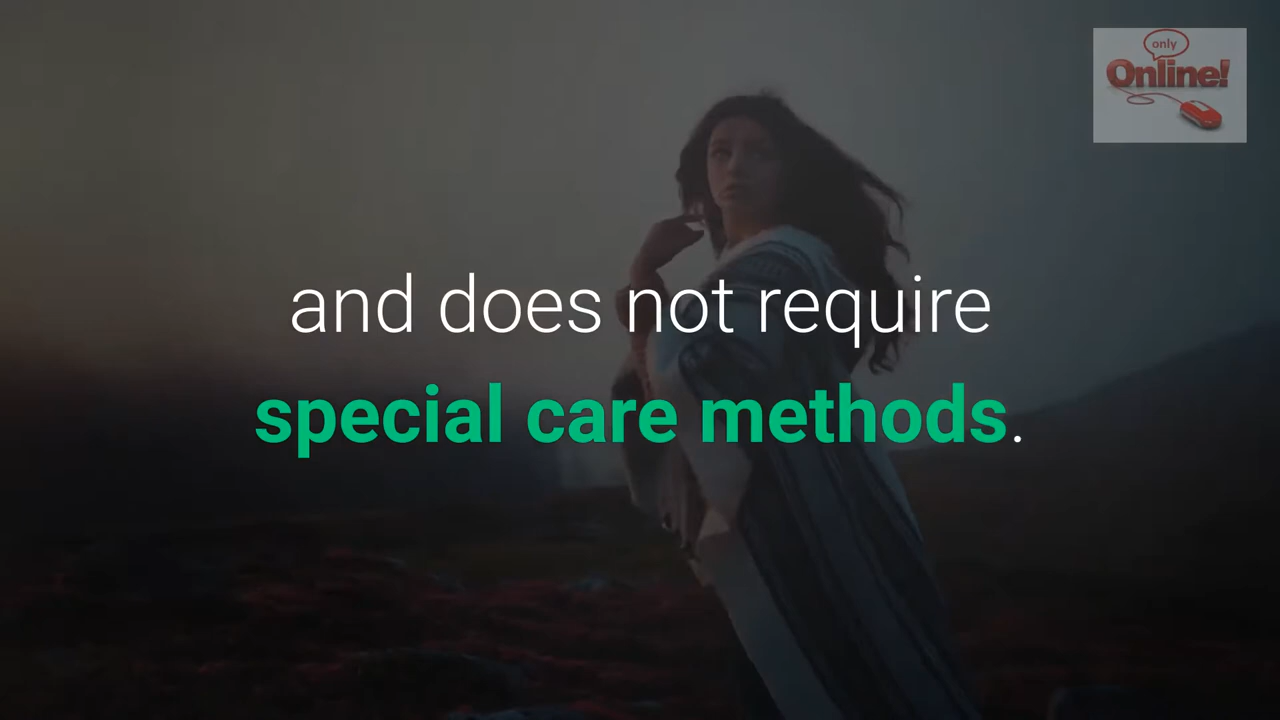 only
Online!
and does not require
special care methods.